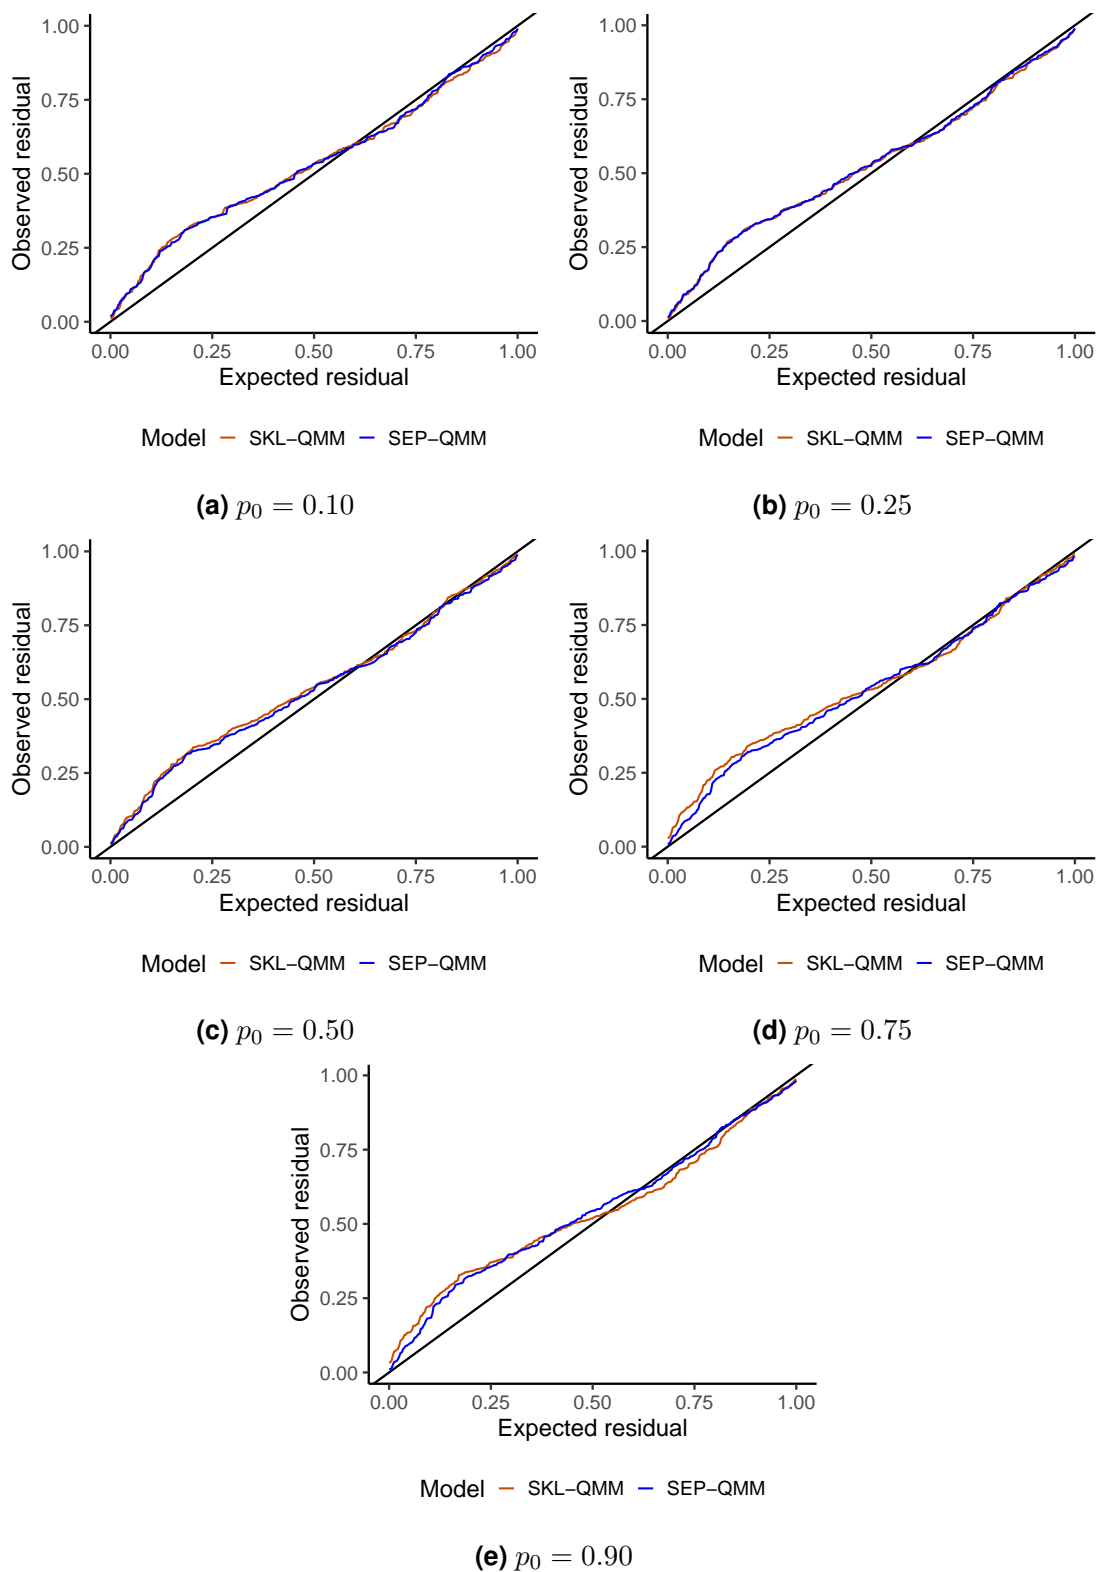 1.00
0.75
0.50
0.25
0.00
Observed residual
0.00 0.25 0.50 0.75 1.00
Expected residual
Model SKL−QMM SEP−QMM
(a) p₀ = 0.10
1.00
0.75
0.50
0.25
0.00
Observed residual
0.00 0.25 0.50 0.75 1.00
Expected residual
Model SKL−QMM SEP−QMM
(b) p₀ = 0.25
1.00
0.75
0.50
0.25
0.00
Observed residual
0.00 0.25 0.50 0.75 1.00
Expected residual
Model SKL−QMM SEP−QMM
(c) p₀ = 0.50
1.00
0.75
0.50
0.25
0.00
Observed residual
0.00 0.25 0.50 0.75 1.00
Expected residual
Model SKL−QMM SEP−QMM
(d) p₀ = 0.75
1.00
0.75
0.50
0.25
0.00
Observed residual
0.00 0.25 0.50 0.75 1.00
Expected residual
Model SKL−QMM SEP−QMM
(e) p₀ = 0.90